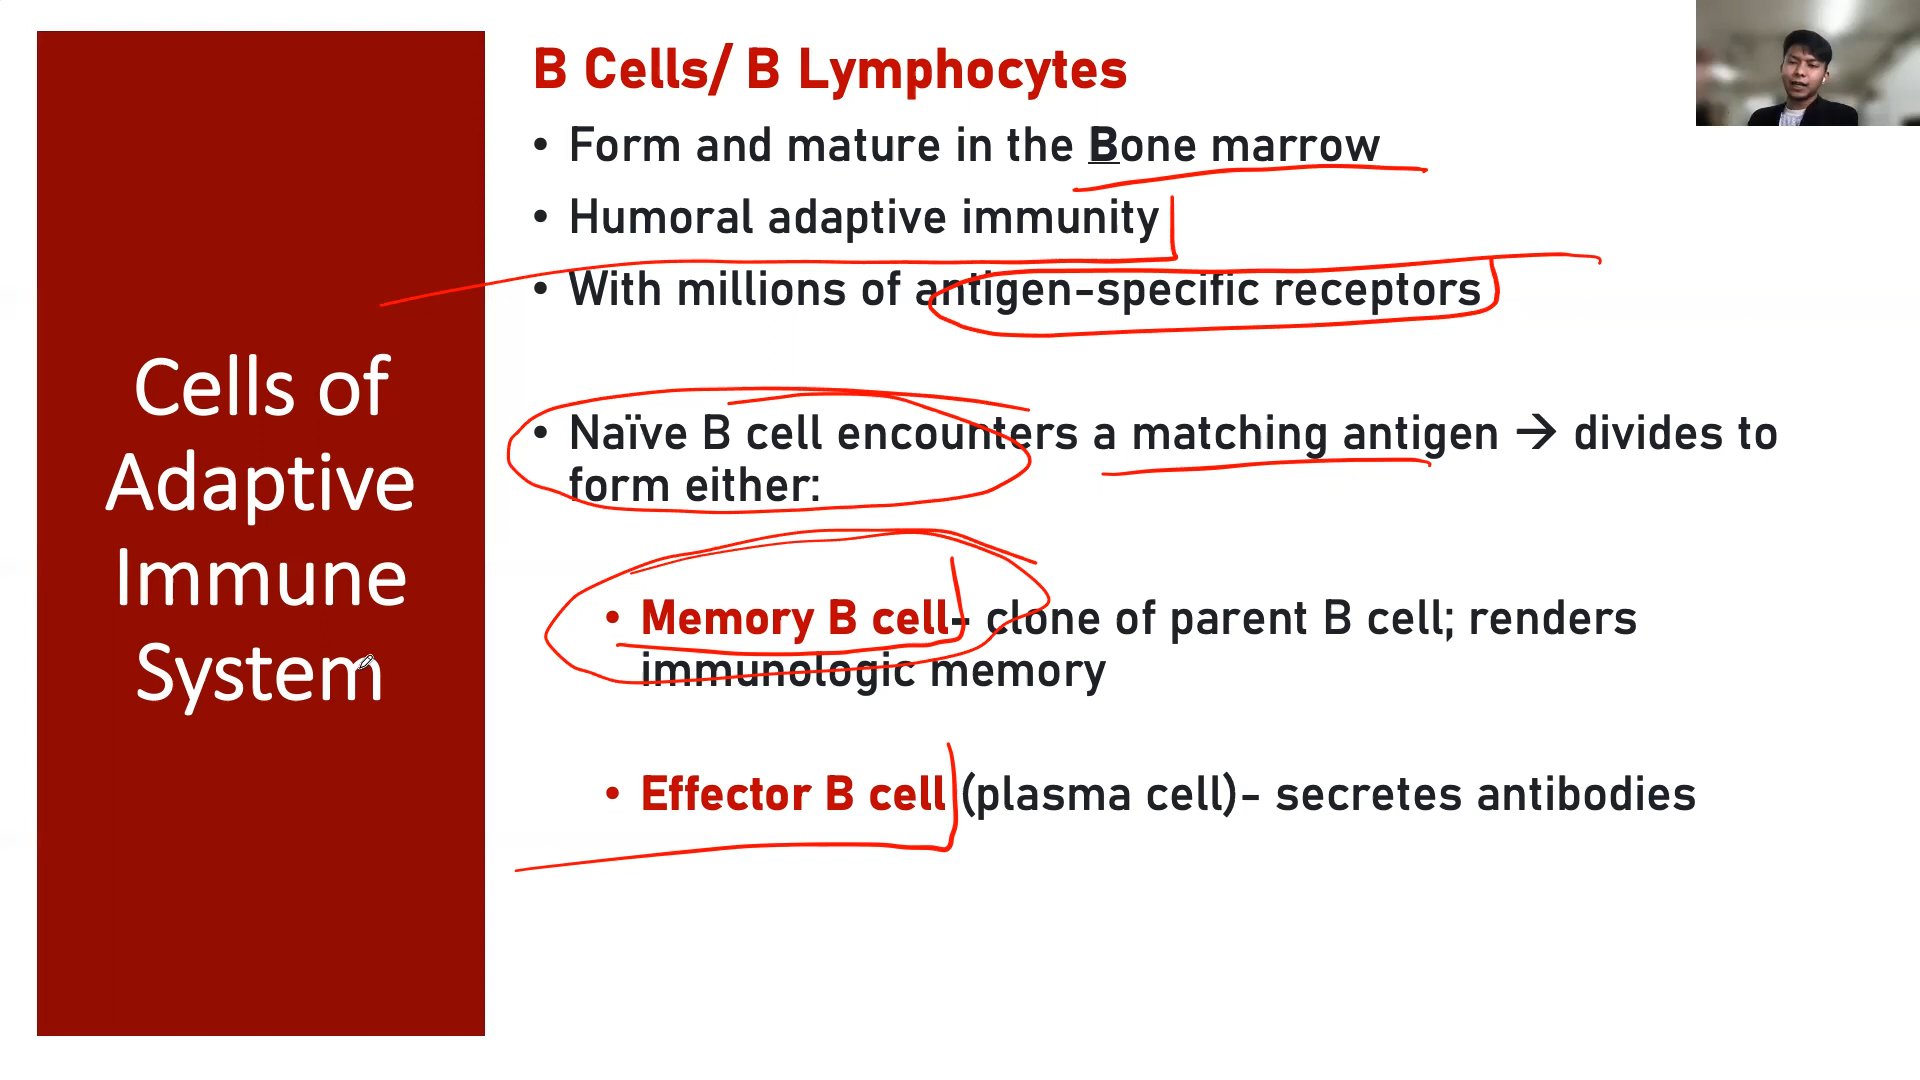 Cells of
Adaptive
Immune
System
B Cells/ B Lymphocytes
• Form and mature in the Bone marrow
• Humoral adaptive immunity
• With millions of antigen-specific receptors
• Naïve B cell encounters a matching antigen → divides to
form either:
• Memory B cell- clone of parent B cell; renders
immunologic memory
• Effector B cell (plasma cell)- secretes antibodies